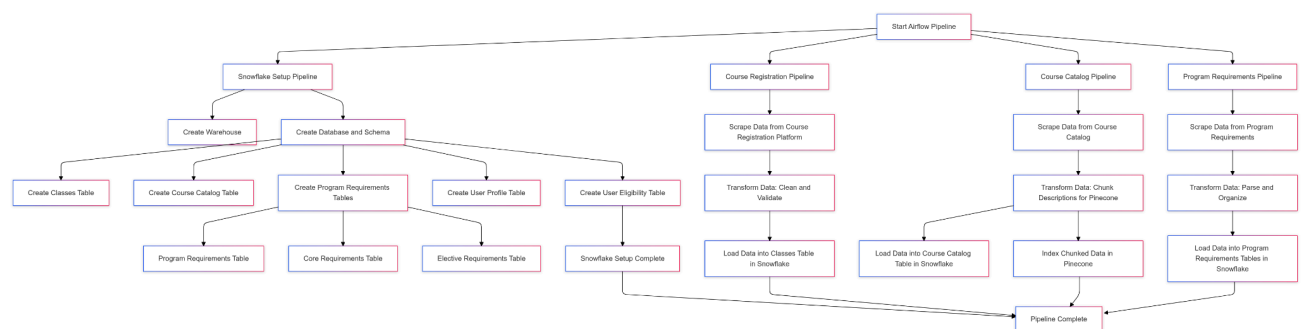 Start Airflow Pipeline
Snowflake Setup Pipeline
Course Registration Pipeline
Course Catalog Pipeline
Program Requirements Pipeline
Create Warehouse
Create Database and Schema
Scrape Data from Course
Registration Platform
Scrape Data from Course
Catalog
Scrape Data from Program
Requirements
Create Classes Table
Create Course Catalog Table
Create Program Requirements
Tables
Create User Profile Table
Create User Eligibility Table
Transform Data: Clean and
Validate
Transform Data: Chunk
Descriptions for Pinecone
Transform Data: Parse and
Organize
Program Requirements Table
Core Requirements Table
Elective Requirements Table
Snowflake Setup Complete
Load Data into Classes Table
in Snowflake
Load Data into Course Catalog
Table in Snowflake
Index Chunked Data in
Pinecone
Load Data into Program
Requirements Tables in
Snowflake
Pipeline Complete